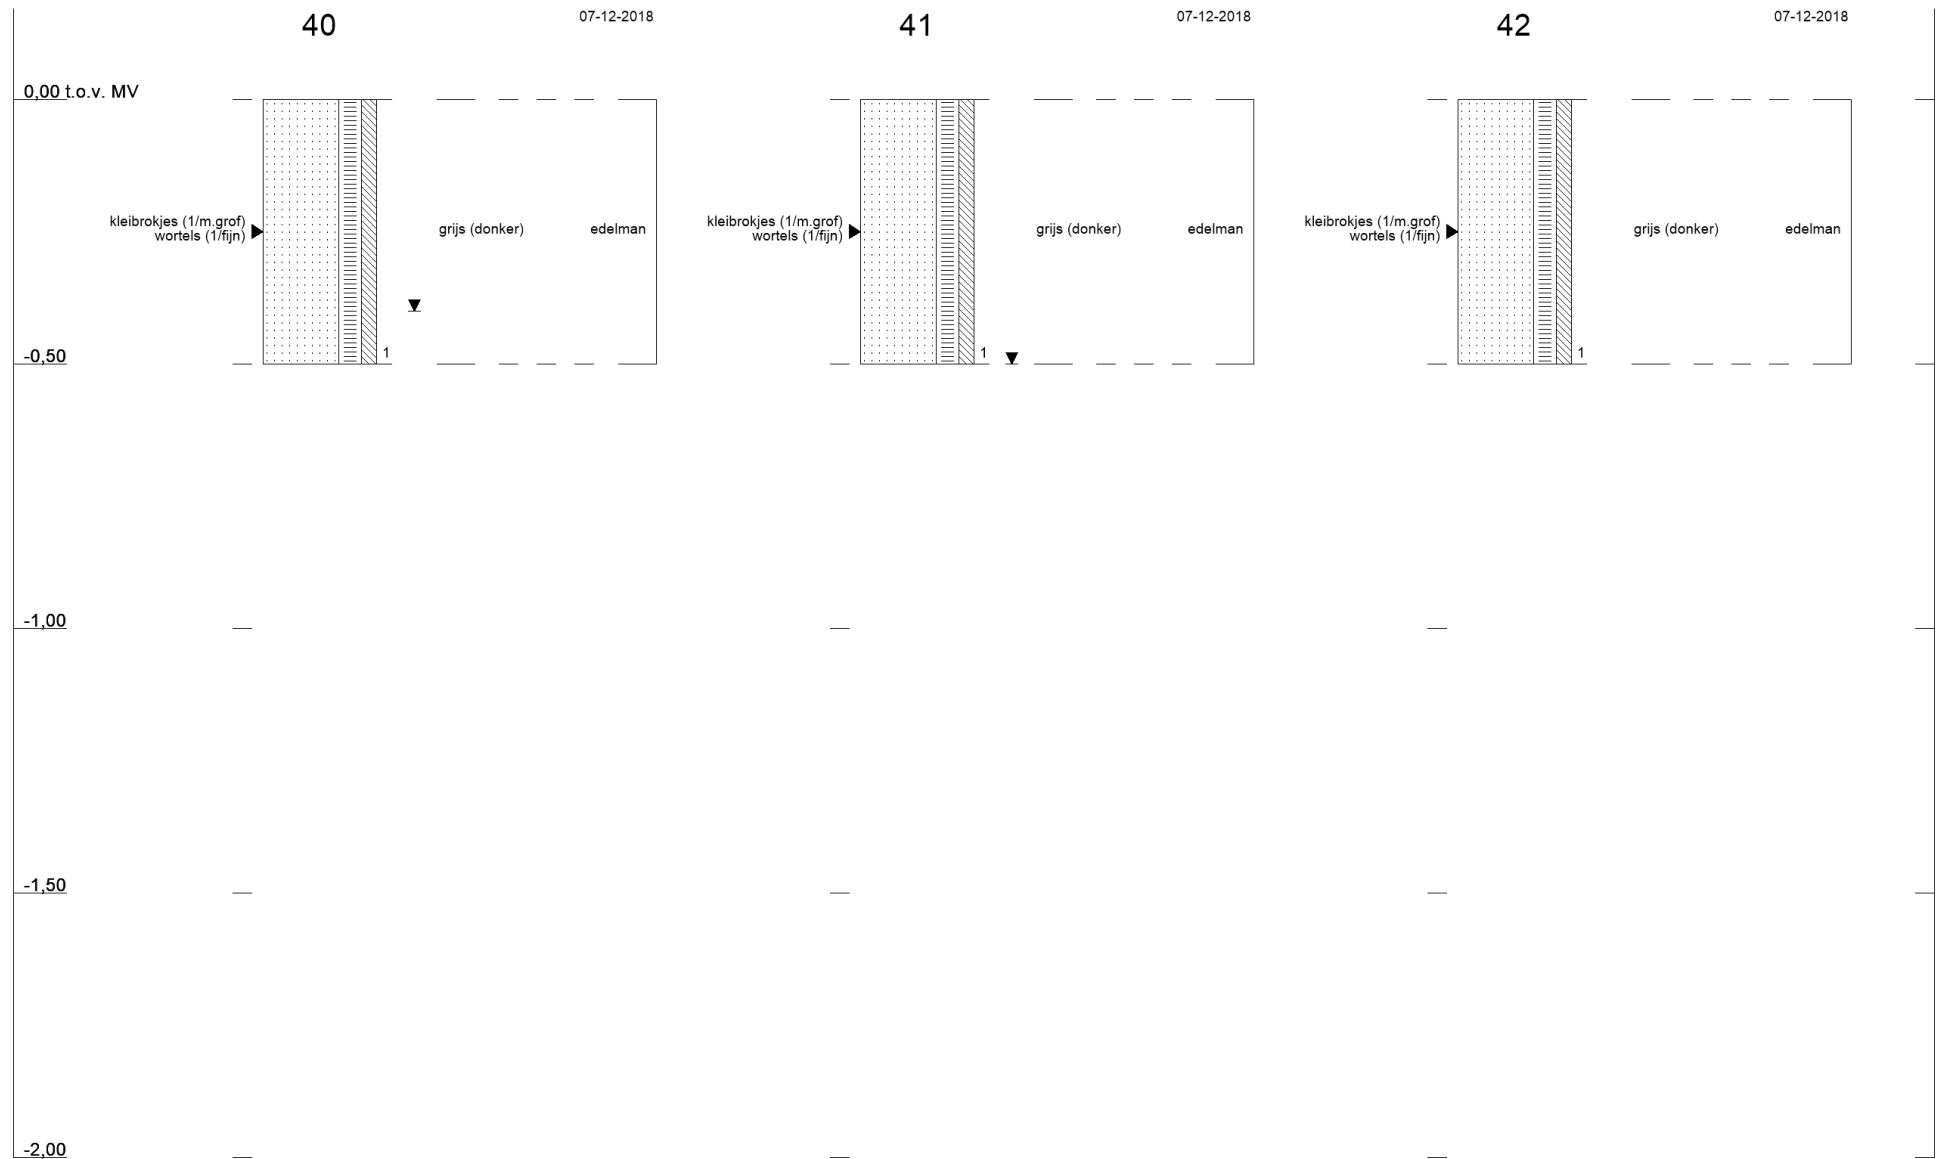 40
07-12-2018
41
07-12-2018
42
07-12-2018
0,00 t.o.v. MV
kleibrokjes (1/m.grof)
wortels (1/fijn)
grijs (donker)
edelman
1
kleibrokjes (1/m.grof)
wortels (1/fijn)
grijs (donker)
edelman
1
kleibrokjes (1/m.grof)
wortels (1/fijn)
grijs (donker)
edelman
1
-0,50
-1,00
-1,50
-2,00